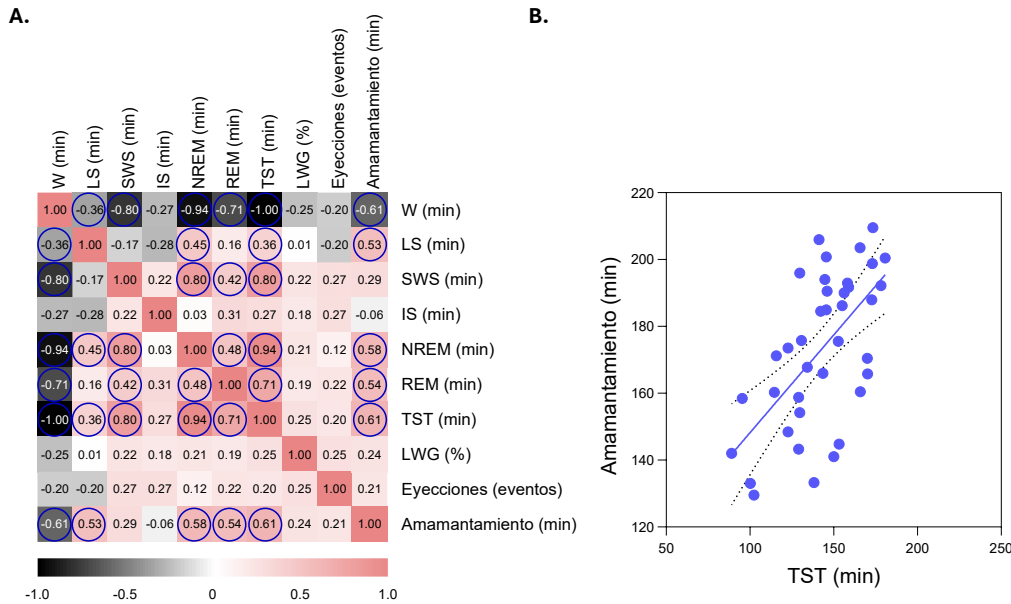 A.
W (min)
LS (min)
SWS (min)
IS (min)
NREM (min)
REM (min)
TST (min)
LWG (%)
Eyecciones (eventos)
Amamantamiento (min)
1.00 -0.36 -0.80 -0.27 -0.94 -0.71 -1.00 -0.25 -0.20 -0.61 W (min)
-0.36 1.00 -0.17 -0.28 0.45 0.16 0.36 0.01 -0.20 0.53 LS (min)
-0.80 -0.17 1.00 0.22 0.80 0.42 0.80 0.22 0.27 0.29 SWS (min)
-0.27 -0.28 0.22 1.00 0.03 0.31 0.27 0.18 0.27 -0.06 IS (min)
-0.94 0.45 0.80 0.03 1.00 0.48 0.94 0.21 0.12 0.58 NREM (min)
-0.71 0.16 0.42 0.31 0.48 1.00 0.71 0.19 0.22 0.54 REM (min)
-1.00 0.36 0.80 0.27 0.94 0.71 1.00 0.25 0.20 0.61 TST (min)
-0.25 0.01 0.22 0.18 0.21 0.19 0.25 1.00 0.25 0.24 LWG (%)
-0.20 -0.20 0.27 0.27 0.12 0.22 0.20 0.25 1.00 0.21 Eyecciones (eventos)
-0.61 0.53 0.29 -0.06 0.58 0.54 0.61 0.24 0.21 1.00 Amamantamiento (min)
-1.0 -0.5 0 0.5 1.0
B.
Amamantamiento (min)
220
200
180
160
140
120
50 100 150 200 250
TST (min)